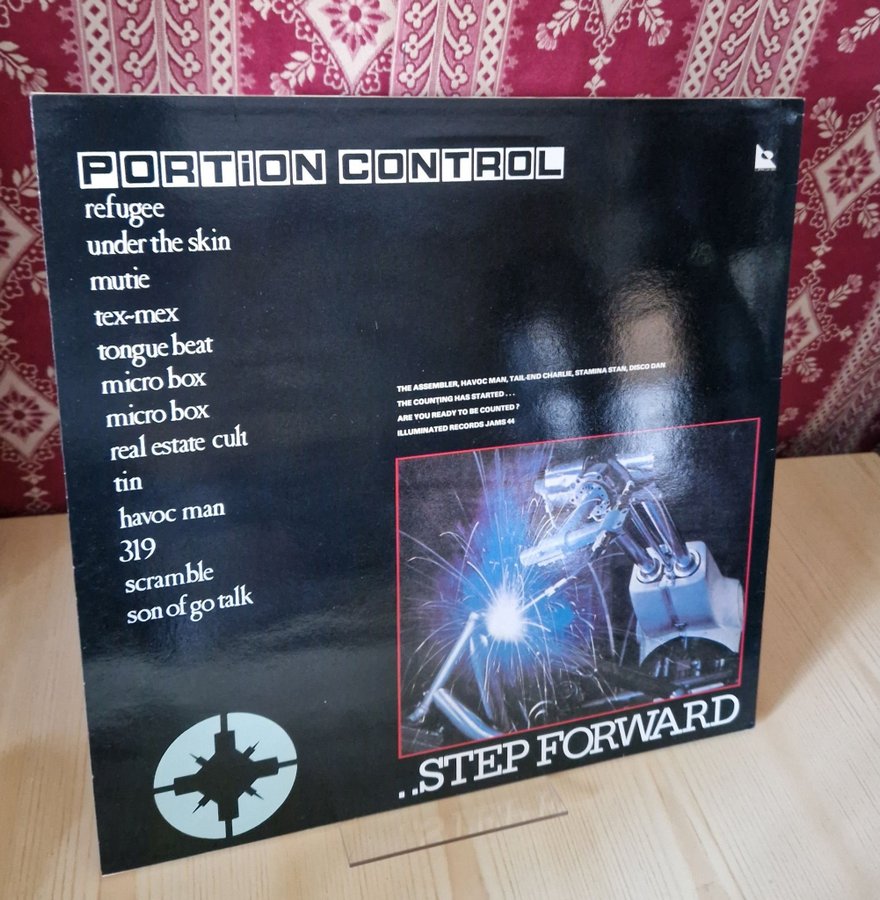 PORTiON CONTROL
refugee
under the skin
mutie
tex-mex
tongue beat
micro box
micro box
real estate cult
tin
havoc man
319
scramble
son of go talk
THE ASSEMBLER, HAVOC MAN, TAIL-END CHARLIE, STAMINA STAN, DISCO DAN
THE COUNTING HAS STARTED . . .
ARE YOU READY TO BE COUNTED ?
ILLUMINATED RECORDS JAMS 44
..STEP FORWARD